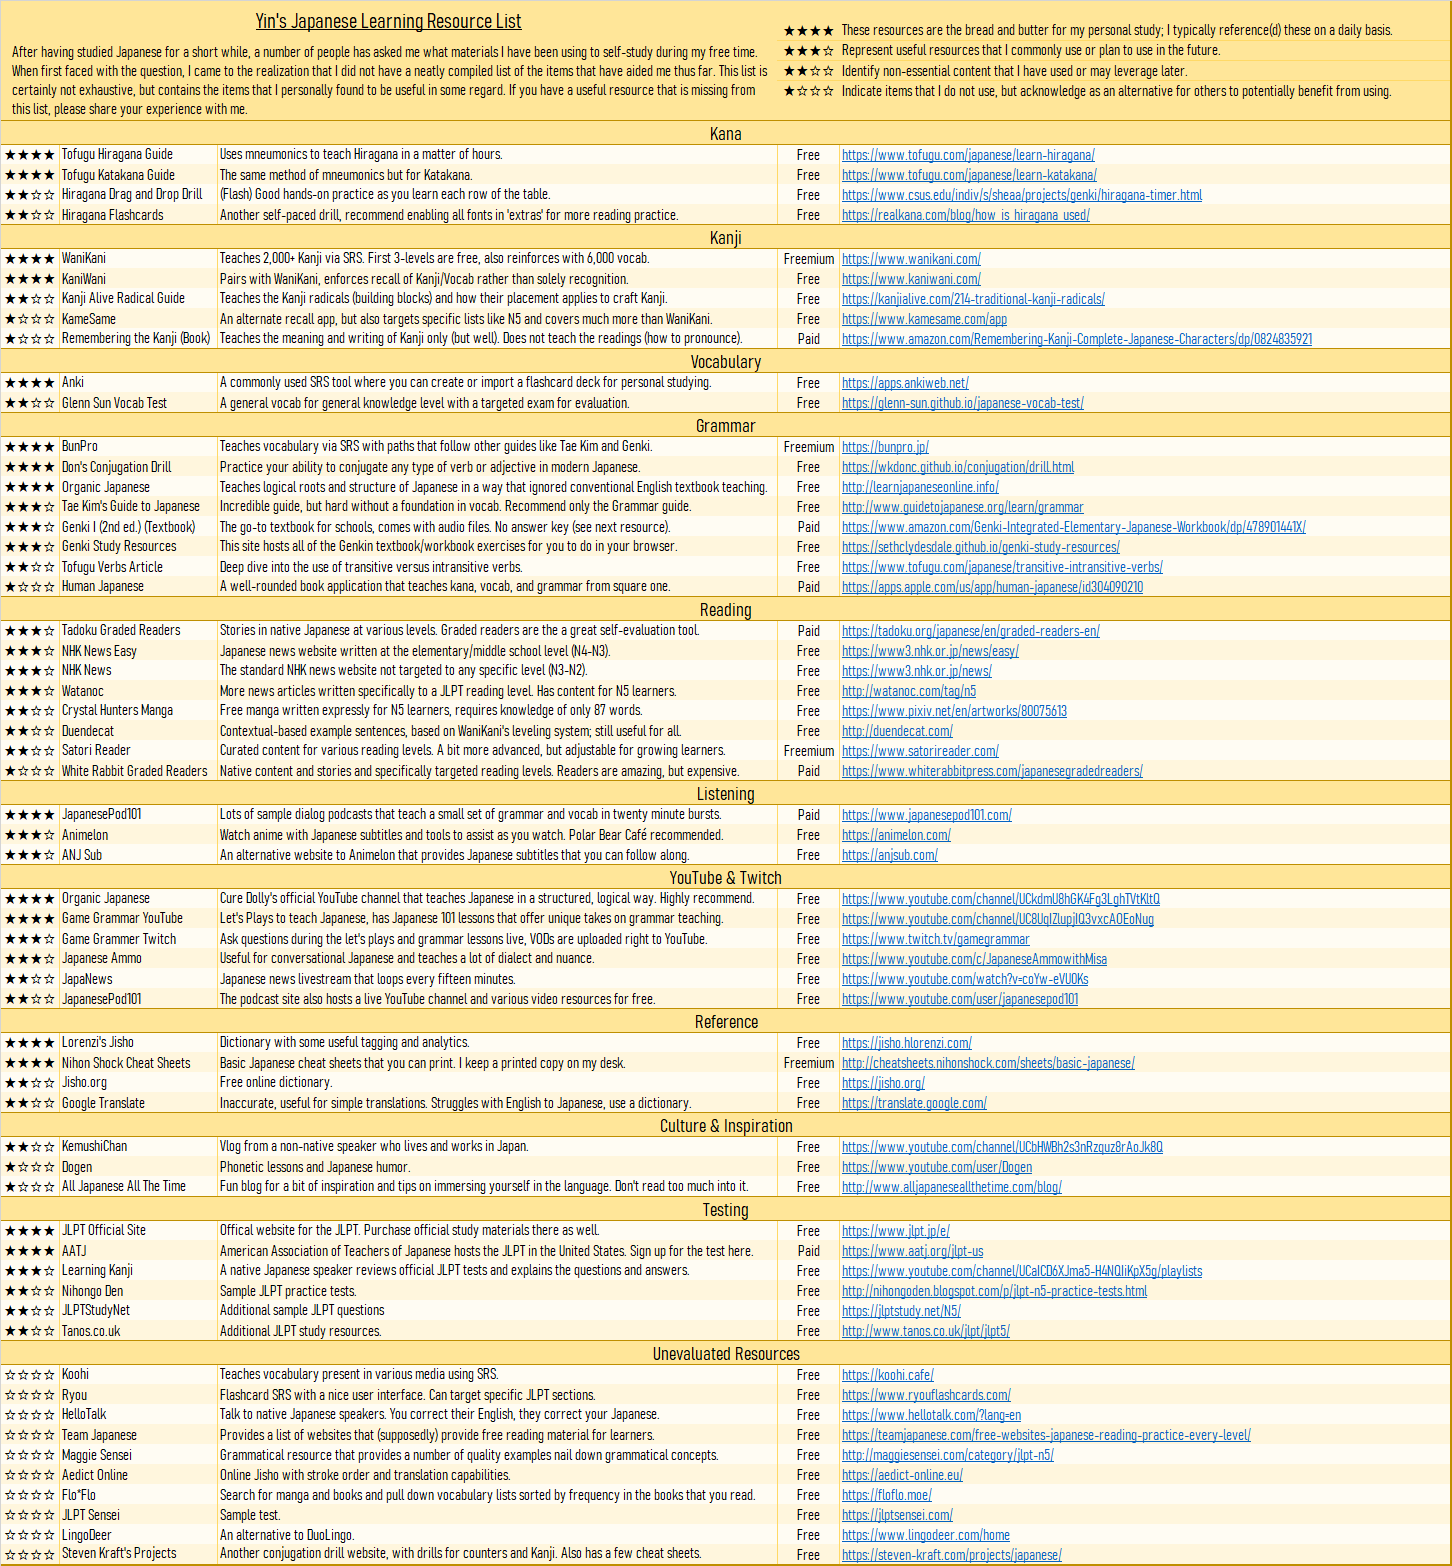 Yin's Japanese Learning Resource List
After having studied Japanese for a short while, a number of people has asked me what materials I have been using to self-study during my free time.
When first faced with the question, I came to the realization that I did not have a neatly compiled list of the items that have aided me thus far. This list is
certainly not exhaustive, but contains the items that I personally found to be useful in some regard. If you have a useful resource that is missing from
this list, please share your experience with me.
★★★★ These resources are the bread and butter for my personal study; I typically reference(d) these on a daily basis.
★★★☆ Represent useful resources that I commonly use or plan to use in the future.
★★☆☆ Identify non-essential content that I have used or may leverage later.
★☆☆☆ Indicate items that I do not use, but acknowledge as an alternative for others to potentially benefit from using.
Kana
★★★★ Tofugu Hiragana Guide Uses mneumonics to teach Hiragana in a matter of hours. Free https://www.tofugu.com/japanese/learn-hiragana/
★★★★ Tofugu Katakana Guide The same method of mneumonics but for Katakana. Free https://www.tofugu.com/japanese/learn-katakana/
★★☆☆ Hiragana Drag and Drop Drill (Flash) Good hands-on practice as you learn each row of the table. Free https://www.csus.edu/indiv/s/sheaa/projects/genki/hiragana-timer.html
★★☆☆ Hiragana Flashcards Another self-paced drill, recommend enabling all fonts in 'extras' for more reading practice. Free https://realkana.com/blog/how_is_hiragana_used/
Kanji
★★★★ WaniKani Teaches 2,000+ Kanji via SRS. First 3-levels are free, also reinforces with 6,000 vocab. Freemium https://www.wanikani.com/
★★★★ KaniWani Pairs with WaniKani, enforces recall of Kanji/Vocab rather than solely recognition. Free https://www.kaniwani.com/
★★☆☆ Kanji Alive Radical Guide Teaches the Kanji radicals (building blocks) and how their placement applies to craft Kanji. Free https://kanjialive.com/214-traditional-kanji-radicals/
★☆☆☆ KameSame An alternate recall app, but also targets specific lists like N5 and covers much more than WaniKani. Free https://www.kamesame.com/app
★☆☆☆ Remembering the Kanji (Book) Teaches the meaning and writing of Kanji only (but well). Does not teach the readings (how to pronounce). Paid https://www.amazon.com/Remembering-Kanji-Complete-Japanese-Characters/dp/0824835921
Vocabulary
★★★★ Anki A commonly used SRS tool where you can create or import a flashcard deck for personal studying. Free https://apps.ankiweb.net/
★★☆☆ Glenn Sun Vocab Test A general vocab for general knowledge level with a targeted exam for evaluation. Free https://glenn-sun.github.io/japanese-vocab-test/
Grammar
★★★★ BunPro Teaches vocabulary via SRS with paths that follow other guides like Tae Kim and Genki. Freemium https://bunpro.jp/
★★★★ Don's Conjugation Drill Practice your ability to conjugate any type of verb or adjective in modern Japanese. Free https://wkdonc.github.io/conjugation/drill.html
★★★★ Organic Japanese Teaches logical roots and structure of Japanese in a way that ignored conventional English textbook teaching. Free http://learnjapaneseonline.info/
★★★☆ Tae Kim's Guide to Japanese Incredible guide, but hard without a foundation in vocab. Recommend only the Grammar guide. Free http://www.guidetojapanese.org/learn/grammar
★★★☆ Genki I (2nd ed.) (Textbook) The go-to textbook for schools, comes with audio files. No answer key (see next resource). Paid https://www.amazon.com/Genki-Integrated-Elementary-Japanese-Workbook/dp/478901441X/
★★★☆ Genki Study Resources This site hosts all of the Genkin textbook/workbook exercises for you to do in your browser. Free https://sethclydesdale.github.io/genki-study-resources/
★★☆☆ Tofugu Verbs Article Deep dive into the use of transitive versus intransitive verbs. Free https://www.tofugu.com/japanese/transitive-intransitive-verbs/
★☆☆☆ Human Japanese A well-rounded book application that teaches kana, vocab, and grammar from square one. Paid https://apps.apple.com/us/app/human-japanese/id304090210
Reading
★★★☆ Tadoku Graded Readers Stories in native Japanese at various levels. Graded readers are the a great self-evaluation tool. Paid https://tadoku.org/japanese/en/graded-readers-en/
★★★☆ NHK News Easy Japanese news website written at the elementary/middle school level (N4-N3). Free https://www3.nhk.or.jp/news/easy/
★★★☆ NHK News The standard NHK news website not targeted to any specific level (N3-N2). Free https://www3.nhk.or.jp/news/
★★★☆ Watanoc More news articles written specifically to a JLPT reading level. Has content for N5 learners. Free http://watanoc.com/tag/n5
★★☆☆ Crystal Hunters Manga Free manga written expressly for N5 learners, requires knowledge of only 87 words. Free https://www.pixiv.net/en/artworks/80075613
★★☆☆ Duendecat Contextual-based example sentences, based on WaniKani's leveling system; still useful for all. Free http://duendecat.com/
★★☆☆ Satori Reader Curated content for various reading levels. A bit more advanced, but adjustable for growing learners. Freemium https://www.satorireader.com/
★☆☆☆ White Rabbit Graded Readers Native content and stories and specifically targeted reading levels. Readers are amazing, but expensive. Paid https://www.whiterabbitpress.com/japanesegradedreaders/
Listening
★★★★ JapanesePod101 Lots of sample dialog podcasts that teach a small set of grammar and vocab in twenty minute bursts. Paid https://www.japanesepod101.com/
★★★☆ Animelon Watch anime with Japanese subtitles and tools to assist as you watch. Polar Bear Café recommended. Free https://animelon.com/
★★★☆ ANJ Sub An alternative website to Animelon that provides Japanese subtitles that you can follow along. Free https://anjsub.com/
YouTube & Twitch
★★★★ Organic Japanese Cure Dolly's official YouTube channel that teaches Japanese in a structured, logical way. Highly recommend. Free https://www.youtube.com/channel/UCkdmU8hGK4Fg3LghTVtKltQ
★★★★ Game Grammar YouTube Let's Plays to teach Japanese, has Japanese 101 lessons that offer unique takes on grammar teaching. Free https://www.youtube.com/channel/UC8UqIZlupjIQ3vxcAOEoNug
★★★☆ Game Grammer Twitch Ask questions during the let's plays and grammar lessons live, VODs are uploaded right to YouTube. Free https://www.twitch.tv/gamegrammar
★★★☆ Japanese Ammo Useful for conversational Japanese and teaches a lot of dialect and nuance. Free https://www.youtube.com/c/JapaneseAmmowithMisa
★★☆☆ JapaNews Japanese news livestream that loops every fifteen minutes. Free https://www.youtube.com/watch?v=coYw-eVU0Ks
★★☆☆ JapanesePod101 The podcast site also hosts a live YouTube channel and various video resources for free. Free https://www.youtube.com/user/japanesepod101
Reference
★★★★ Lorenzi's Jisho Dictionary with some useful tagging and analytics. Free https://jisho.hlorenzi.com/
★★★★ Nihon Shock Cheat Sheets Basic Japanese cheat sheets that you can print. I keep a printed copy on my desk. Freemium http://cheatsheets.nihonshock.com/sheets/basic-japanese/
★★☆☆ Jisho.org Free online dictionary. Free https://jisho.org/
★★☆☆ Google Translate Inaccurate, useful for simple translations. Struggles with English to Japanese, use a dictionary. Free https://translate.google.com/
Culture & Inspiration
★★☆☆ KemushiChan Vlog from a non-native speaker who lives and works in Japan. Free https://www.youtube.com/channel/UCbHWBh2s3nRzquz8rAoJk8Q
★☆☆☆ Dogen Phonetic lessons and Japanese humor. Free https://www.youtube.com/user/Dogen
★☆☆☆ All Japanese All The Time Fun blog for a bit of inspiration and tips on immersing yourself in the language. Don't read too much into it. Free http://www.alljapaneseallthetime.com/blog/
Testing
★★★★ JLPT Official Site Offical website for the JLPT. Purchase official study materials there as well. Free https://www.jlpt.jp/e/
★★★★ AATJ American Association of Teachers of Japanese hosts the JLPT in the United States. Sign up for the test here. Paid https://www.aatj.org/jlpt-us
★★★☆ Learning Kanji A native Japanese speaker reviews official JLPT tests and explains the questions and answers. Free https://www.youtube.com/channel/UCaICD6XJma5-H4NQIiKpX5g/playlists
★★☆☆ Nihongo Den Sample JLPT practice tests. Free http://nihongoden.blogspot.com/p/jlpt-n5-practice-tests.html
★★☆☆ JLPTStudyNet Additional sample JLPT questions Free https://jlptstudy.net/N5/
★★☆☆ Tanos.co.uk Additional JLPT study resources. Free http://www.tanos.co.uk/jlpt/jlpt5/
Unevaluated Resources
☆☆☆☆ Koohi Teaches vocabulary present in various media using SRS. Free https://koohi.cafe/
☆☆☆☆ Ryou Flashcard SRS with a nice user interface. Can target specific JLPT sections. Free https://www.ryouflashcards.com/
☆☆☆☆ HelloTalk Talk to native Japanese speakers. You correct their English, they correct your Japanese. Free https://www.hellotalk.com/?lang=en
☆☆☆☆ Team Japanese Provides a list of websites that (supposedly) provide free reading material for learners. Free https://teamjapanese.com/free-websites-japanese-reading-practice-every-level/
☆☆☆☆ Maggie Sensei Grammatical resource that provides a number of quality examples nail down grammatical concepts. Free http://maggiesensei.com/category/jlpt-n5/
☆☆☆☆ Aedict Online Online Jisho with stroke order and translation capabilities. Free https://aedict-online.eu/
☆☆☆☆ Flo*Flo Search for manga and books and pull down vocabulary lists sorted by frequency in the books that you read. Free https://floflo.moe/
☆☆☆☆ JLPT Sensei Sample test. Free https://jlptsensei.com/
☆☆☆☆ LingoDeer An alternative to DuoLingo. Free https://www.lingodeer.com/home
☆☆☆☆ Steven Kraft's Projects Another conjugation drill website, with drills for counters and Kanji. Also has a few cheat sheets. Free https://steven-kraft.com/projects/japanese/